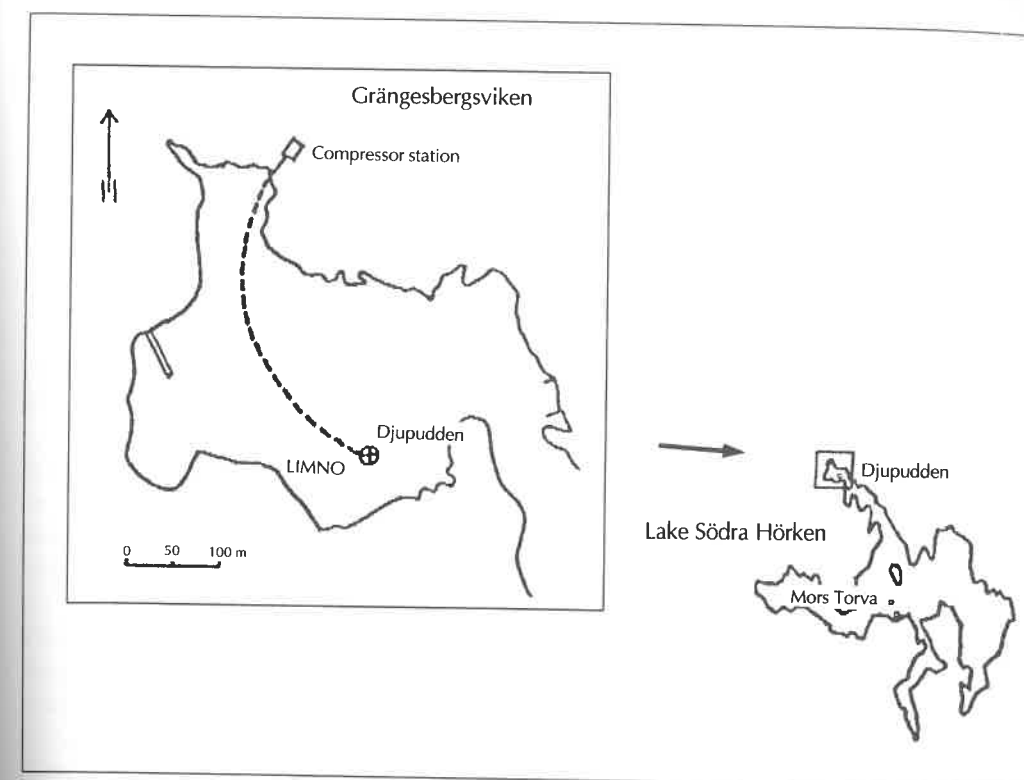 Grängesbergsviken
Compressor station
Djupudden
LIMNO
0 50 100 m
Djupudden
Lake Södra Hörken
Mors Torva